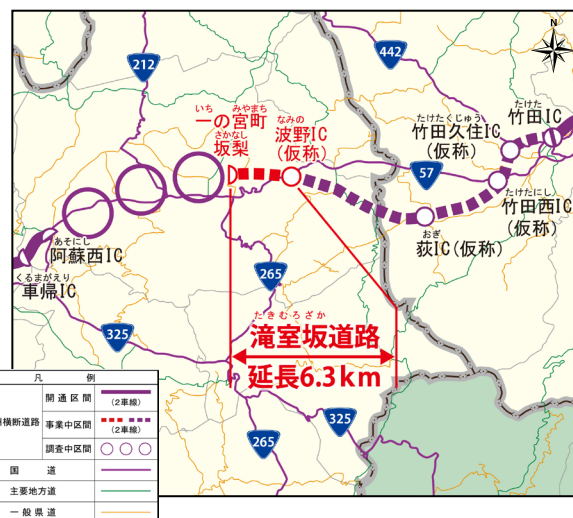 N
442
212
いち みやまち
一の宮町
さかなし
坂梨
なみの
波野IC
(仮称)
たけた
竹田IC
たけたくじゅう
竹田久住IC
(仮称)
57
たけたにし
竹田西IC
(仮称)
おぎ
荻IC(仮称)
あそにし
阿蘇西IC
くるまがえり
車帰IC
265
325
たきむろざか
滝室坂道路
延長6.3km
325
265
凡 例
横断道路
開通区間
(2車線)
事業中区間
(2車線)
調査中区間
国 道
主要地方道
一般県道